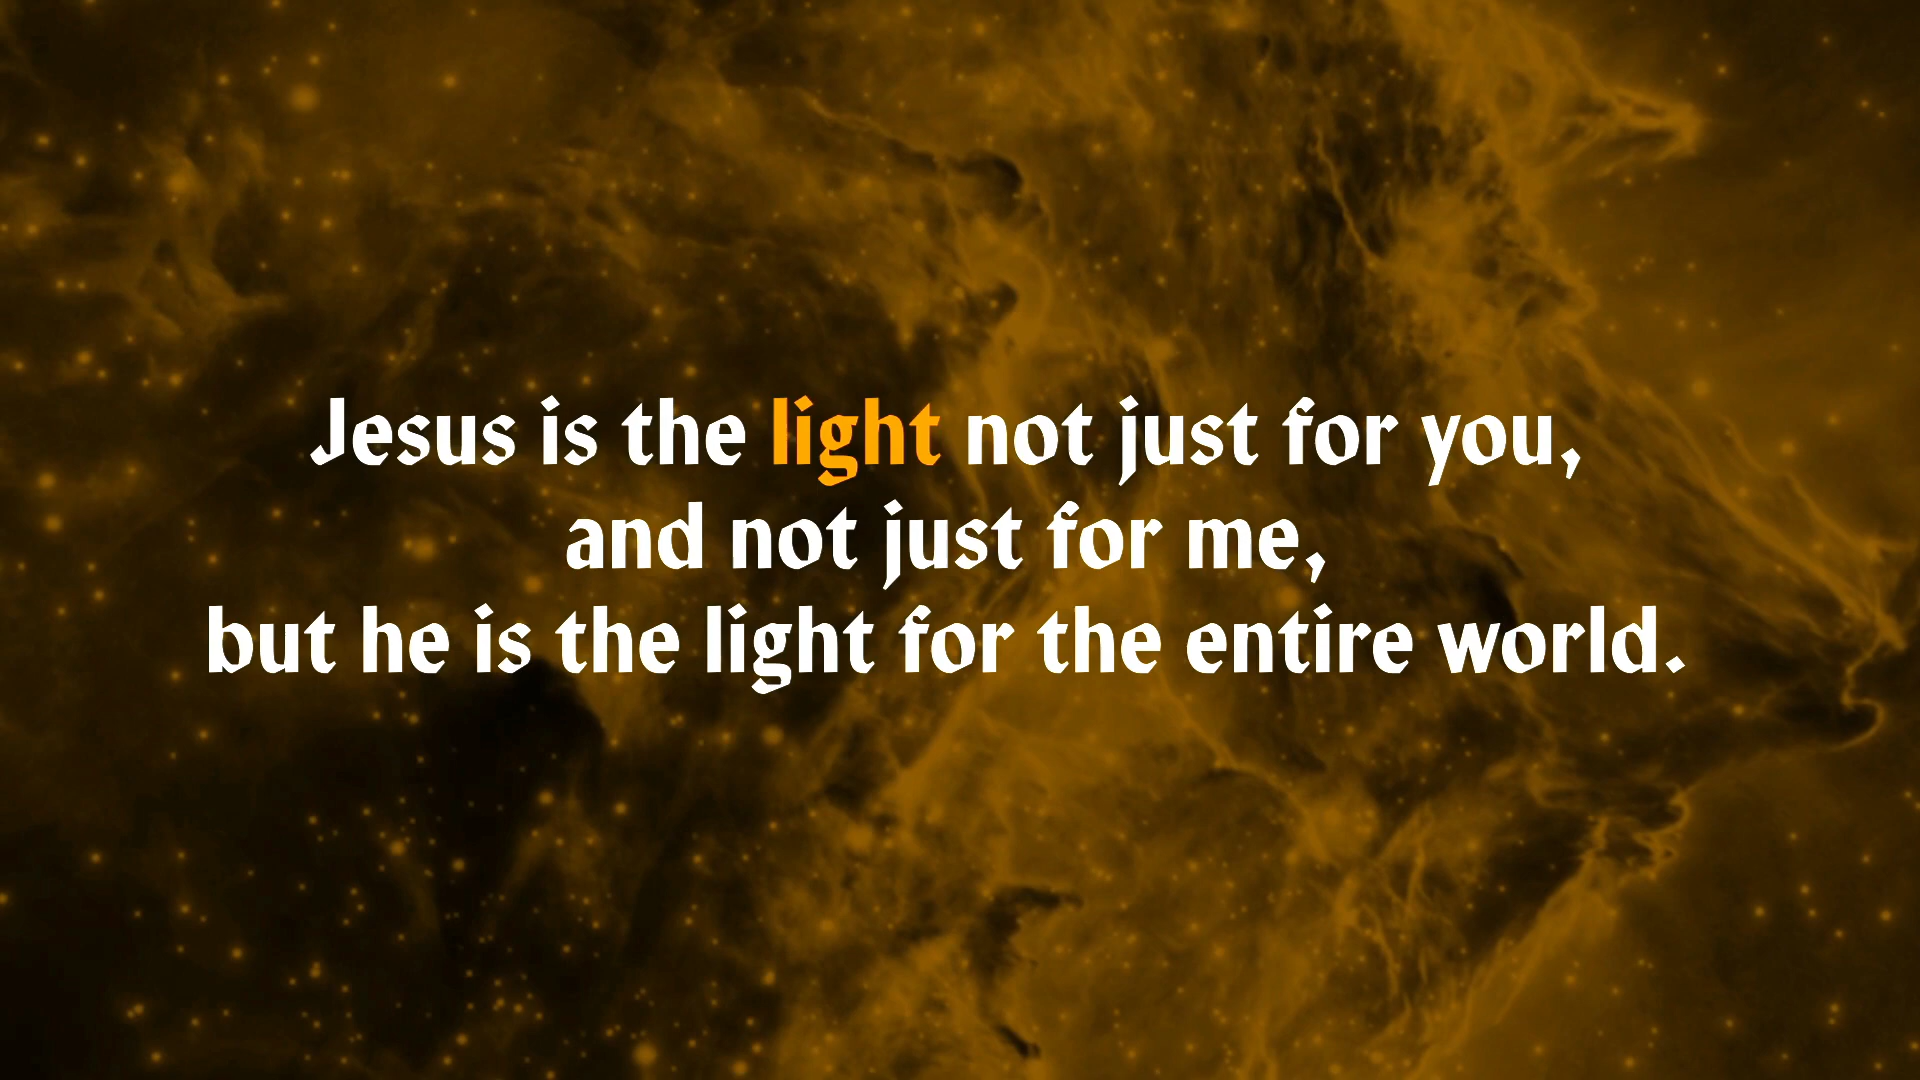 Jesus is the light not just for you,
and not just for me,
but he is the light for the entire world.